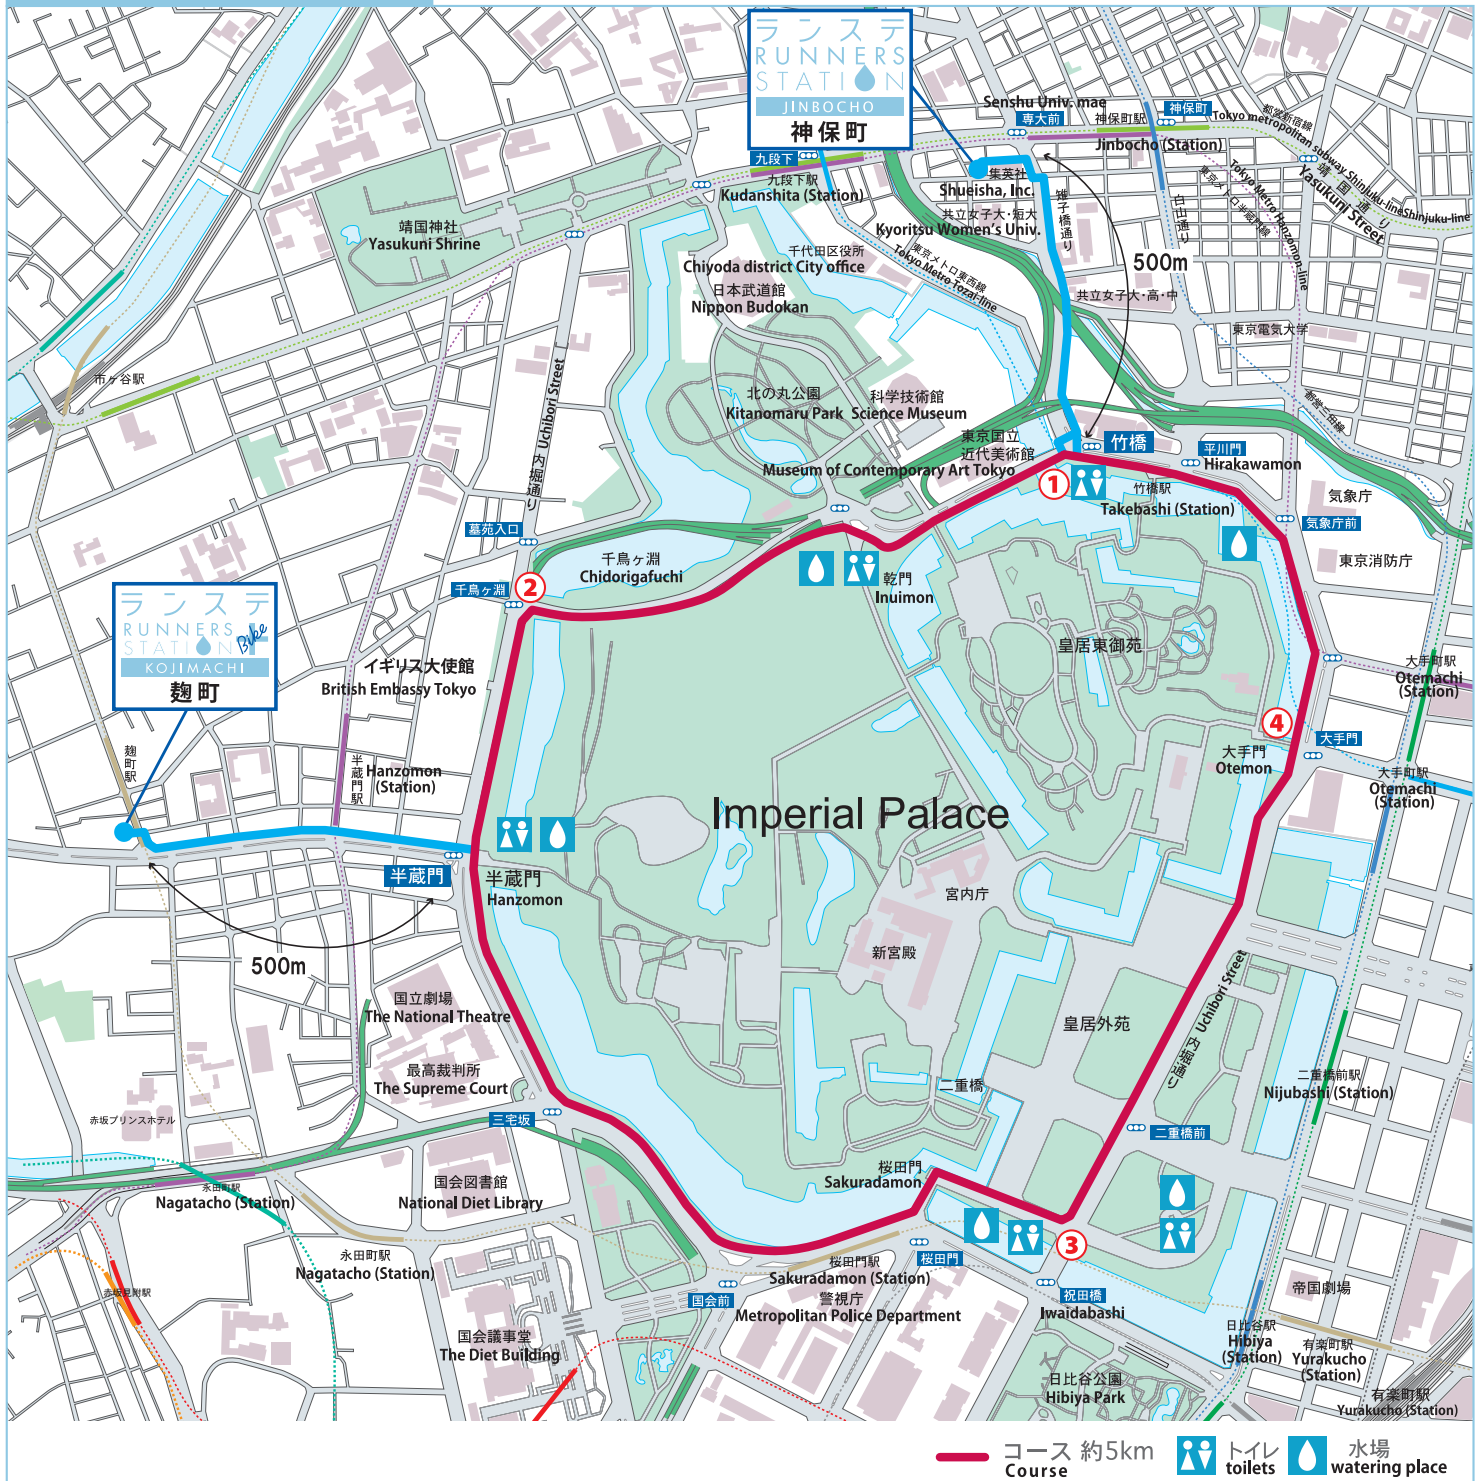 ランステ
RUNNERS
STATION
JINBOCHO
神保町
Senshu Univ. mae
専大前
神保町駅
Jinbocho (Station)
神保町
都営新宿線
Tokyo metropolitan subway Shinjuku-line
Shinjuku-line
靖国通り
Yasukuni Street
東京メトロ半蔵門線
Tokyo Metro Hanzomon-line
白山通り
九段下
九段下駅
Kudanshita (Station)
集英社
Shueisha, Inc.
共立女子大・短大
Kyoritsu Women's Univ.
雉子橋通り
500m
靖国神社
Yasukuni Shrine
千代田区役所
Chiyoda district City office
東京メトロ東西線
Tokyo Metro Tozai-line
日本武道館
Nippon Budokan
共立女子大・高・中
東京電気大学
都営三田線
市ヶ谷駅
Uchibori Street
内堀通り
北の丸公園
Kitanomaru Park
科学技術館
Science Museum
東京国立
近代美術館
Museum of Contemporary Art Tokyo
竹橋
平川門
Hirakawamon
1
竹橋駅
Takebashi (Station)
気象庁
気象庁前
東京消防庁
墓苑入口
千鳥ヶ淵
Chidorigafuchi
千鳥ヶ淵
2
乾門
Inuimon
ランステ
RUNNERS
STATION
Bike
KOJIMACHI
麹町
イギリス大使館
British Embassy Tokyo
皇居東御苑
大手町駅
Otemachi
(Station)
4
大手門
大手門
Otemon
麹町駅
半蔵門駅
Hanzomon
(Station)
大手町駅
Otemachi
(Station)
Imperial Palace
半蔵門
半蔵門
Hanzomon
宮内庁
新宮殿
500m
国立劇場
The National Theatre
皇居外苑
Uchibori Street
内堀通り
最高裁判所
The Supreme Court
二重橋
二重橋前駅
Nijubashi (Station)
三宅坂
赤坂プリンスホテル
二重橋前
桜田門
Sakuradamon
国会図書館
National Diet Library
永田町駅
Nagatacho (Station)
3
永田町駅
Nagatacho (Station)
桜田門駅
Sakuradamon (Station)
桜田門
赤坂見附駅
国会前
警視庁
Metropolitan Police Department
祝田橋
Iwaidabashi
帝国劇場
日比谷駅
Hibiya
(Station)
有楽町駅
Yurakucho
(Station)
国会議事堂
The Diet Building
日比谷公園
Hibiya Park
有楽町駅
Yurakucho (Station)
コース 約5km
Course
トイレ
toilets
水場
watering place